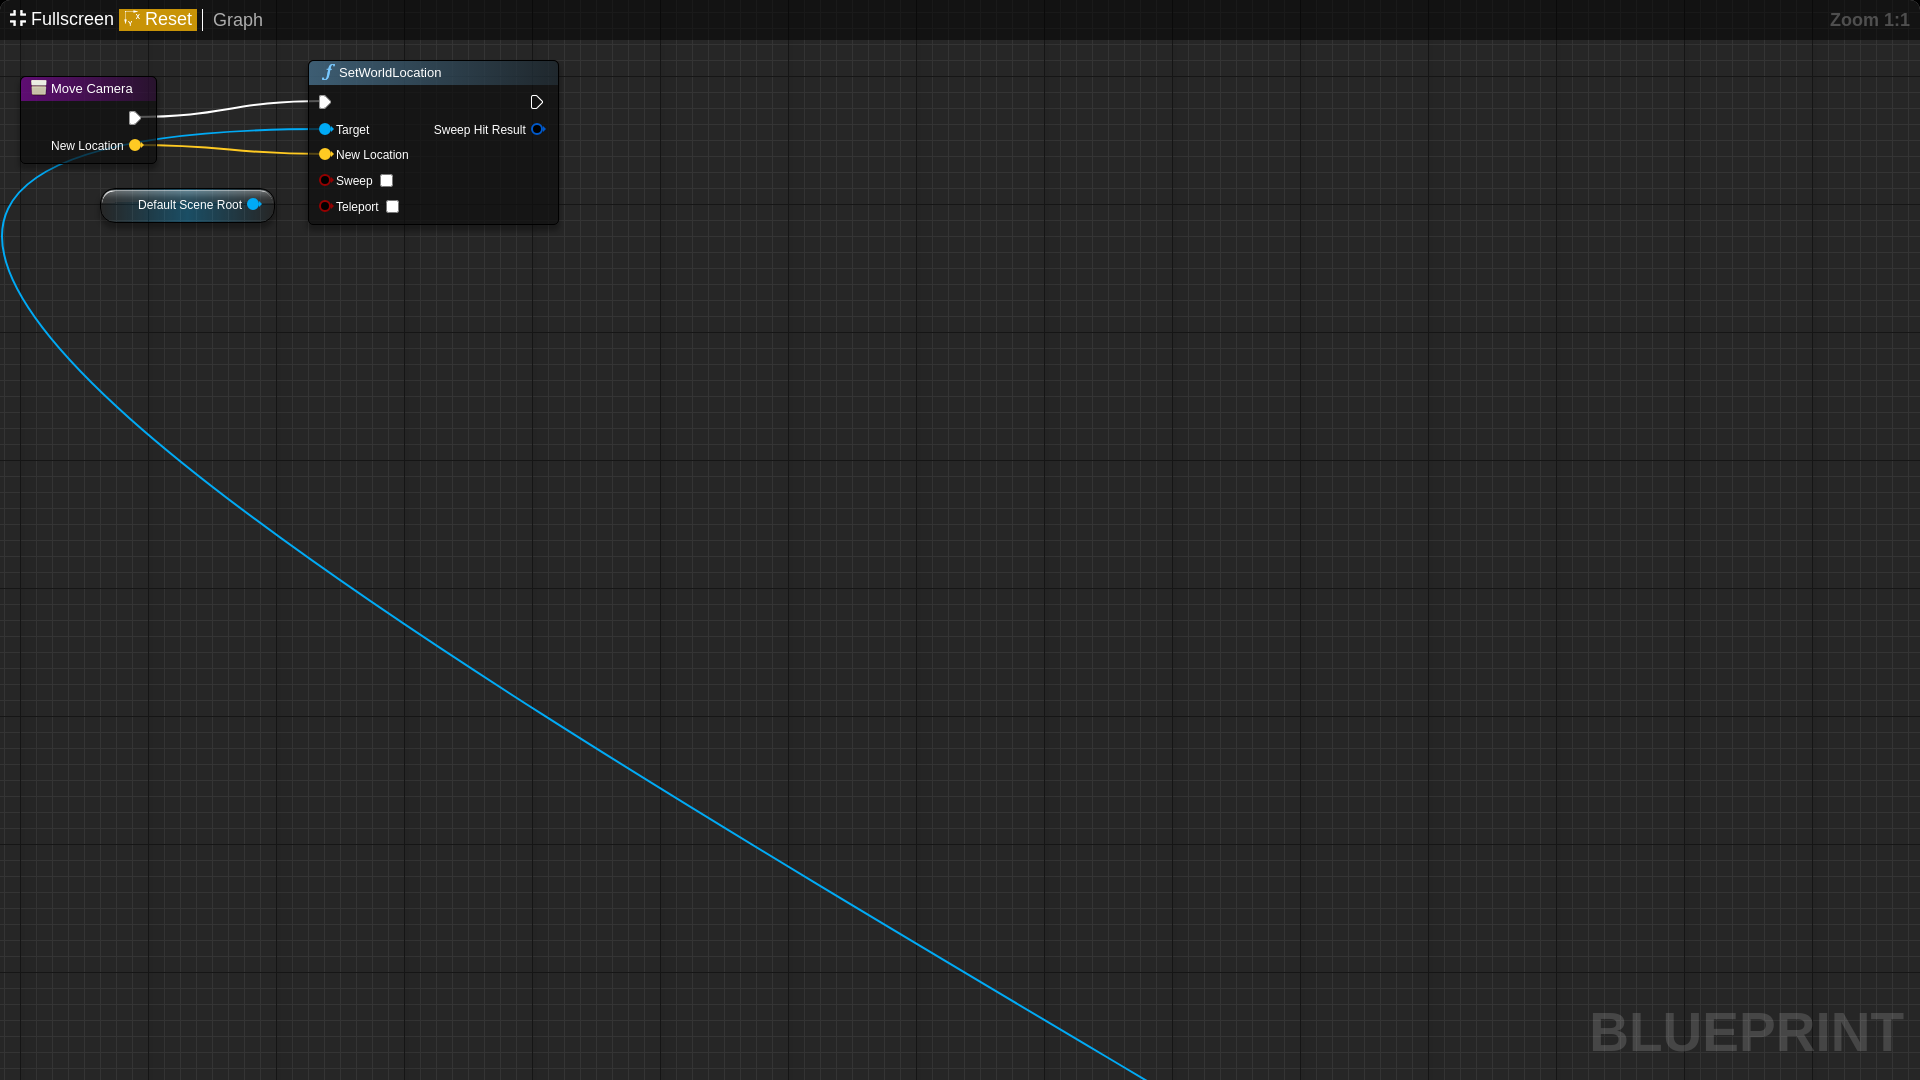 Fullscreen Reset Graph Zoom 1:1
Move Camera
New Location
Default Scene Root
SetWorldLocation
Target Sweep Hit Result
New Location
Sweep
Teleport
BLUEPRINT